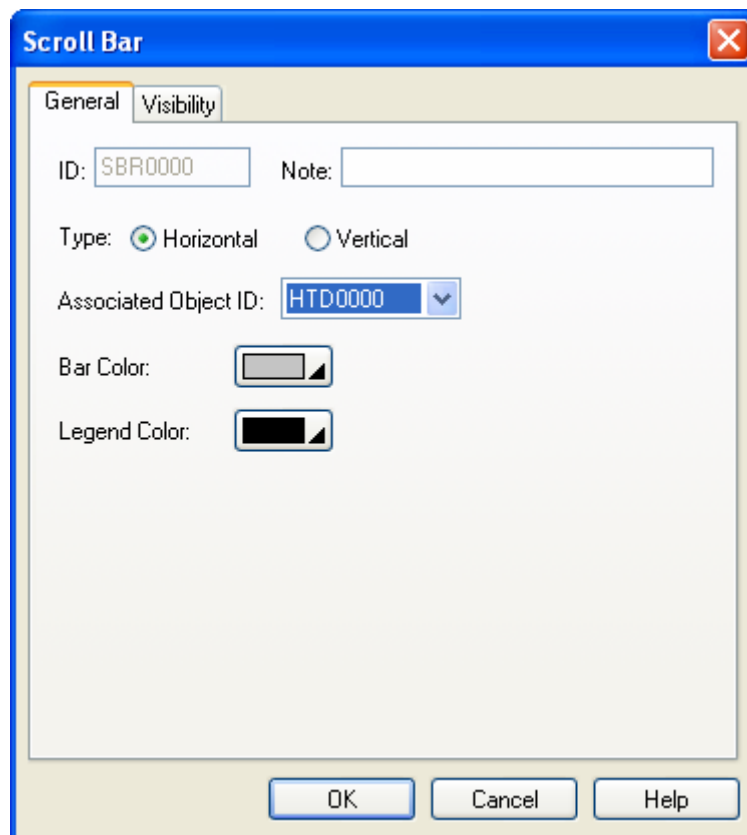 Scroll Bar
General Visibility
ID: SBR0000 Note:
Type: Horizontal Vertical
Associated Object ID: HTD0000
Bar Color:
Legend Color:
OK Cancel Help